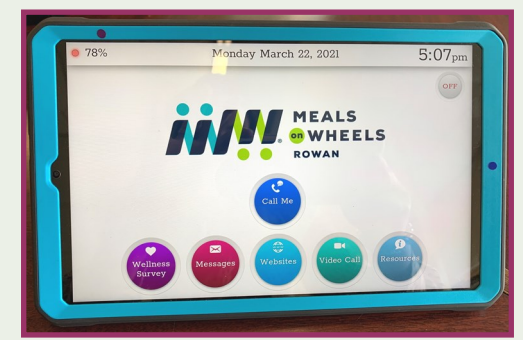 78%
Monday March 22, 2021
5:07pm
OFF
MEALS
on WHEELS
ROWAN
Call Me
Wellness
Survey
Messages
Websites
Video Call
Resources